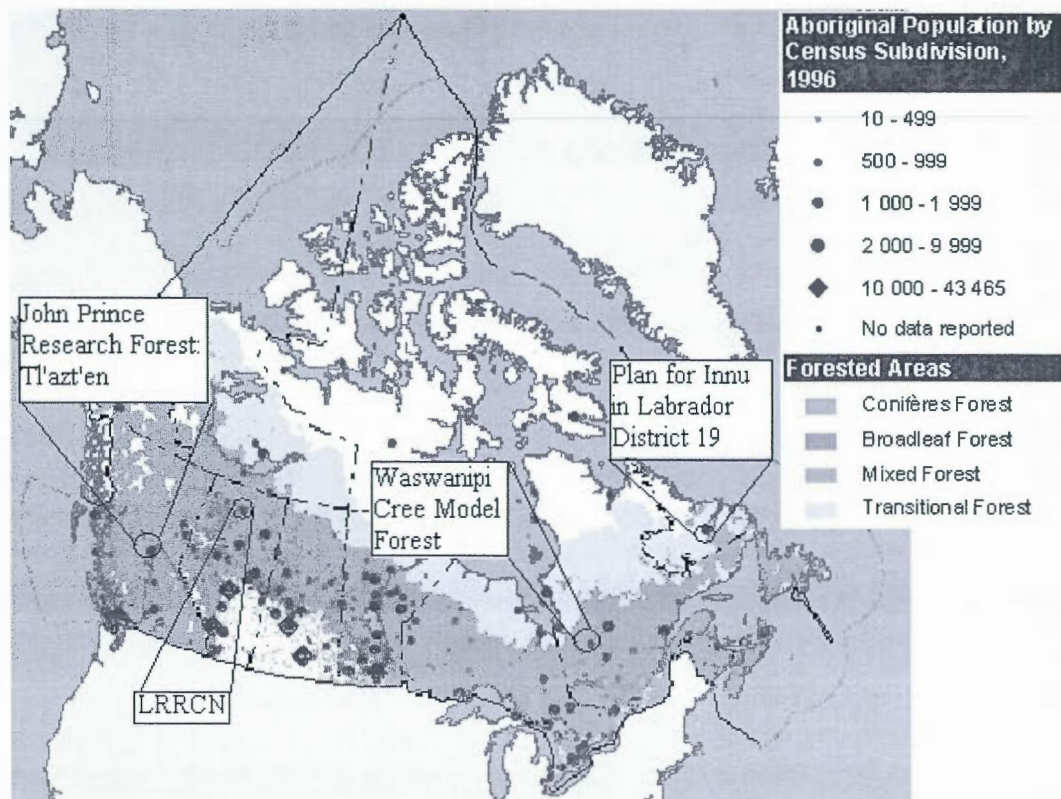 Aboriginal Population by
Census Subdivision,
1996
10 - 499
500 - 999
1 000 - 1 999
2 000 - 9 999
10 000 - 43 465
No data reported
Forested Areas
Conifères Forest
Broadleaf Forest
Mixed Forest
Transitional Forest
John Prince
Research Forest:
Tl'azt'en
Plan for Innu
in Labrador
District 19
Waswanipi
Cree Model
Forest
LRRCN